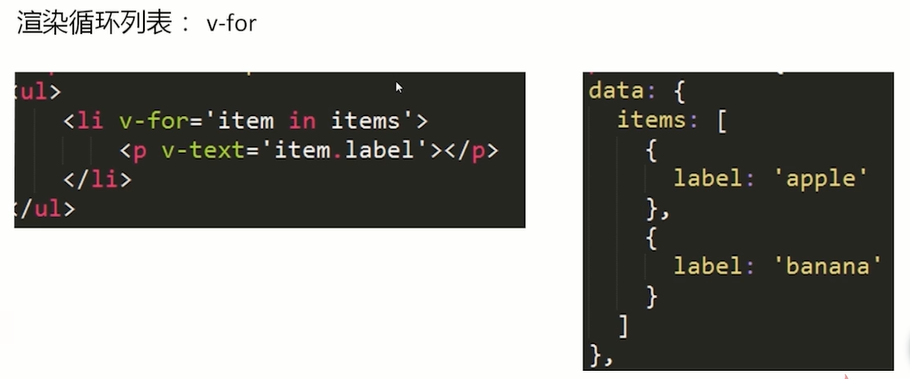 渲染循环列表： v-for
ul>
<li v-for='item in items'>
<p v-text='item.label'></p>
</li>
/ul>
data: {
items: [
{
label: 'apple'
},
{
label: 'banana'
}
]
},